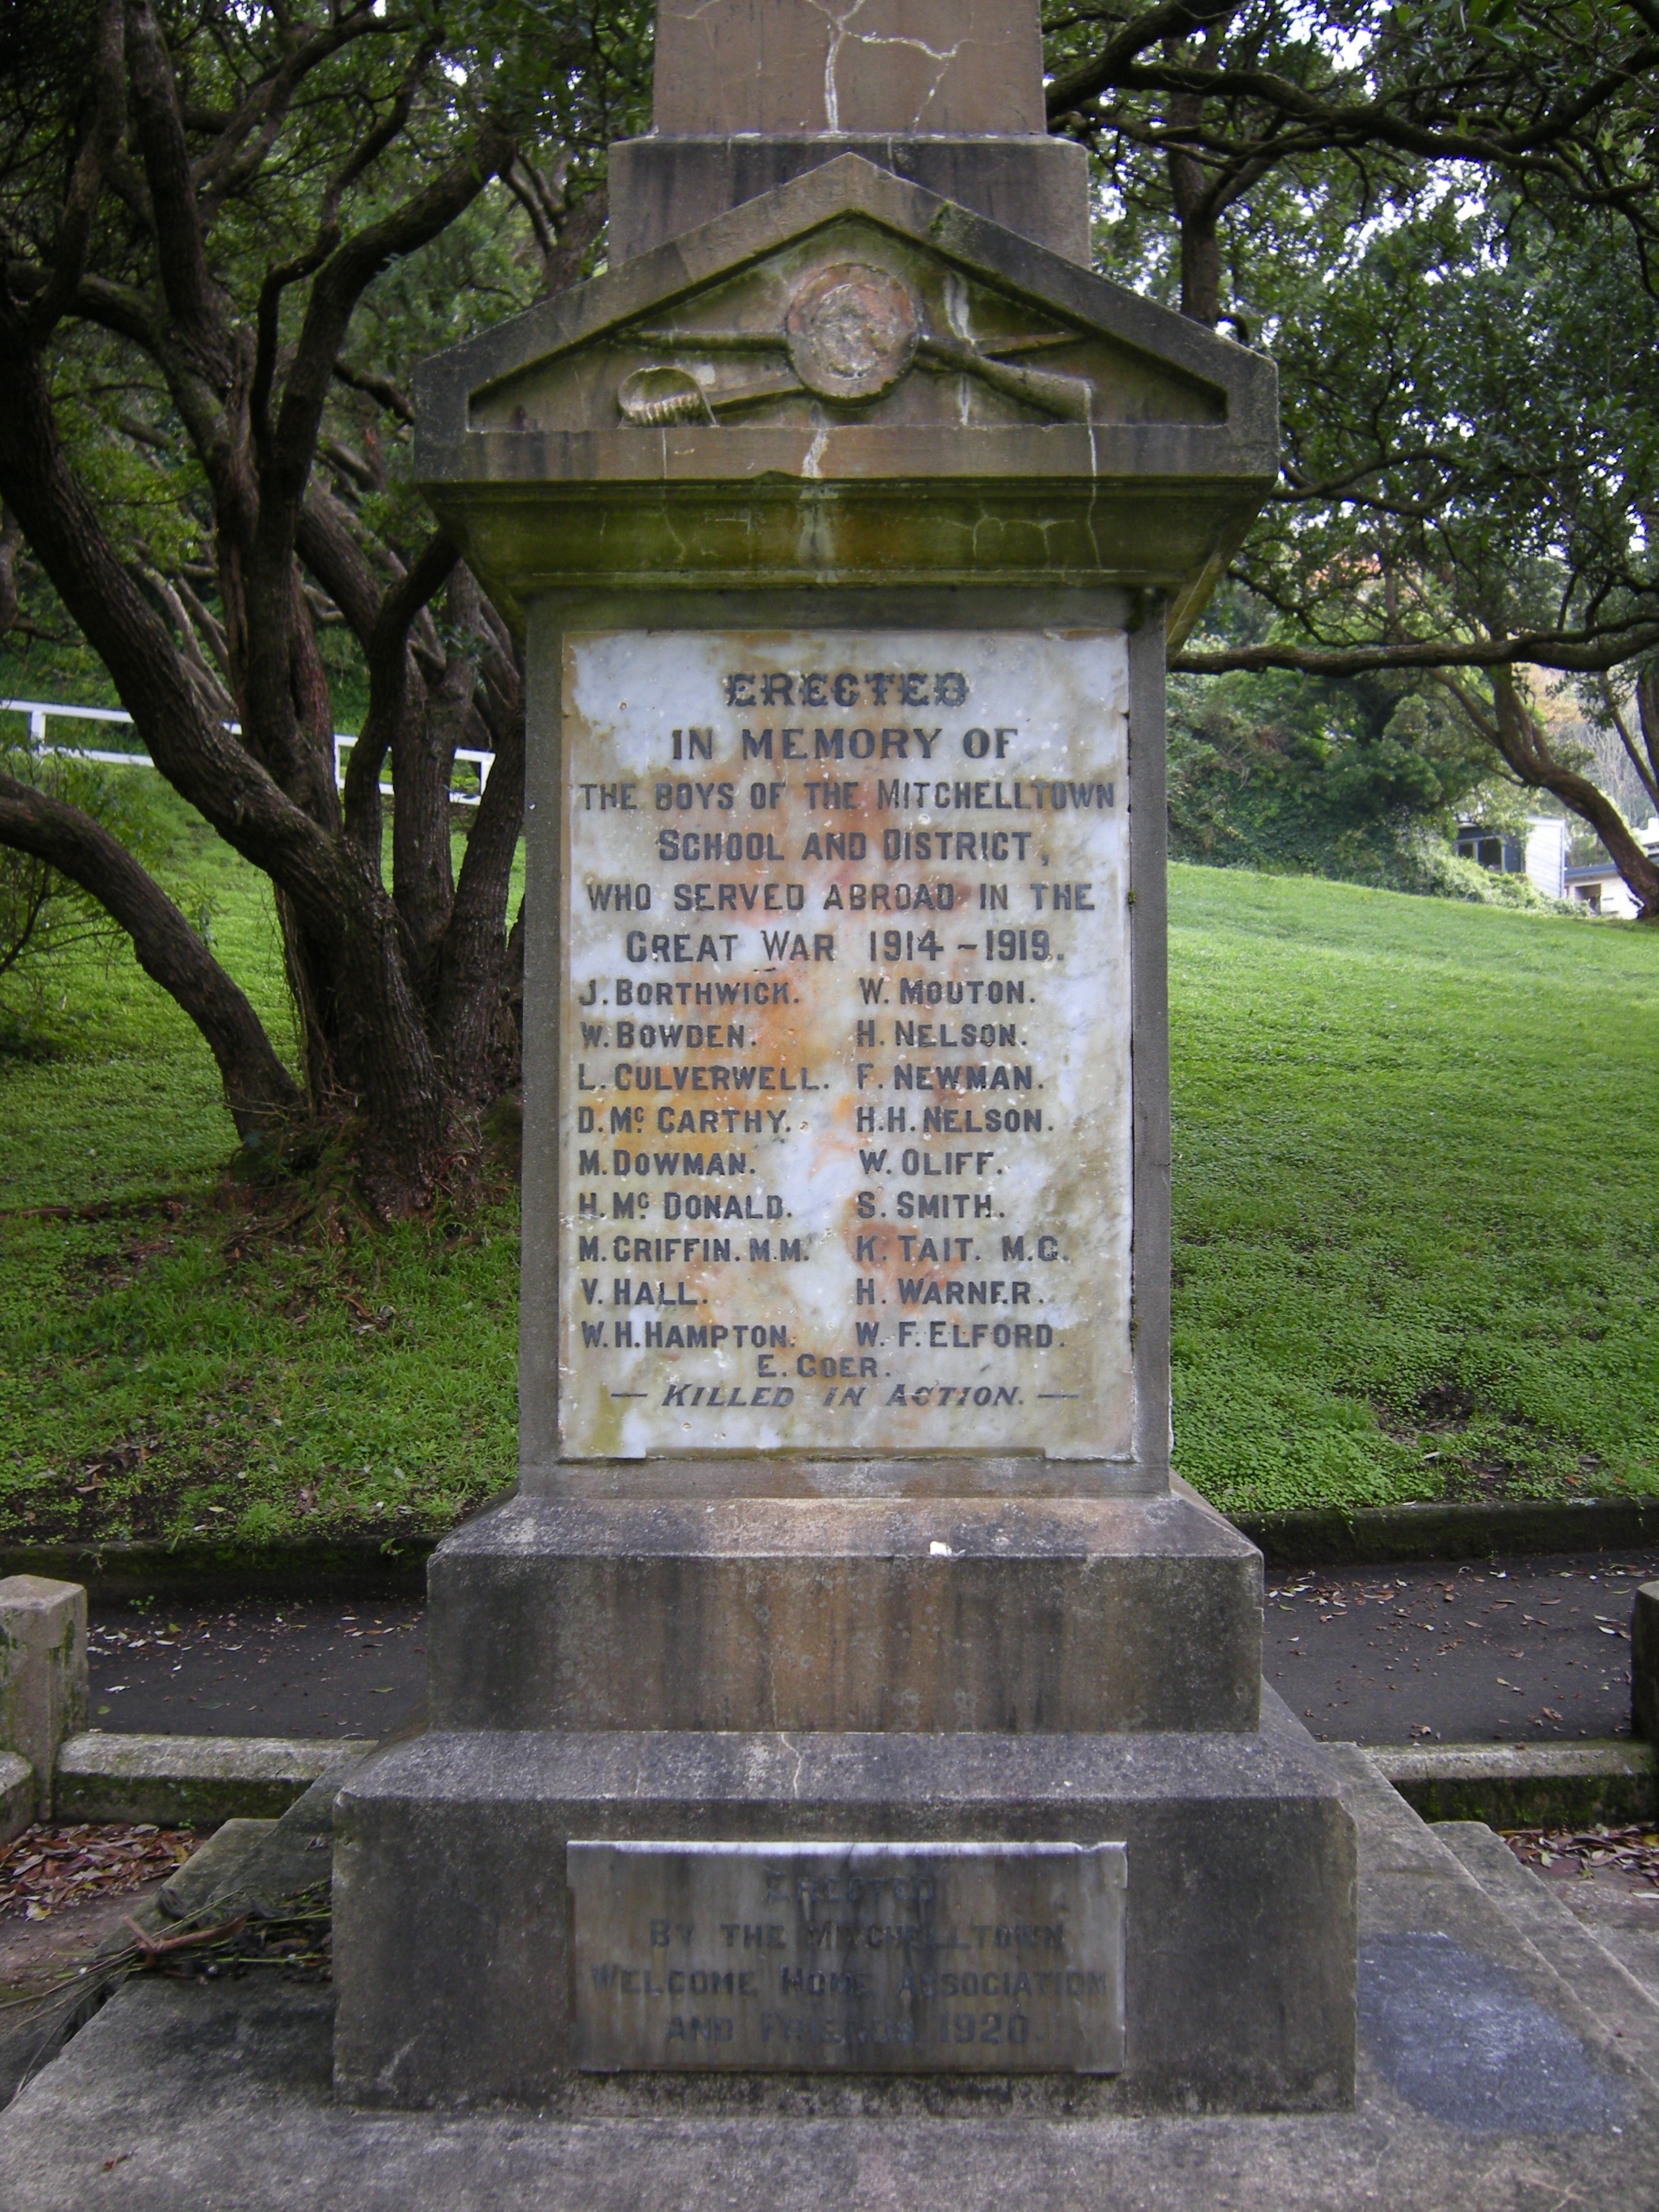 ERECTED
IN MEMORY OF
THE BOYS OF THE MITCHELLTOWN
SCHOOL AND DISTRICT,
WHO SERVED ABROAD IN THE
GREAT WAR 1914-1919.
J. BORTHWICK. W. MOUTON.
W. BOWDEN. H. NELSON.
L. CULVERWELL. F. NEWMAN.
D. Mc CARTHY. H.H. NELSON.
M. DOWMAN. W. OLIFF.
H. Mc DONALD. S. SMITH.
M. GRIFFIN. M.M. K. TAIT. M.C.
V. HALL. H. WARNER.
W.H. HAMPTON. W. F. ELFORD.
E. GOER.
— KILLED IN ACTION. —
ERECTED
BY THE MITCHELLTOWN
WELCOME HOME ASSOCIATION
AND FRIENDS 1920.